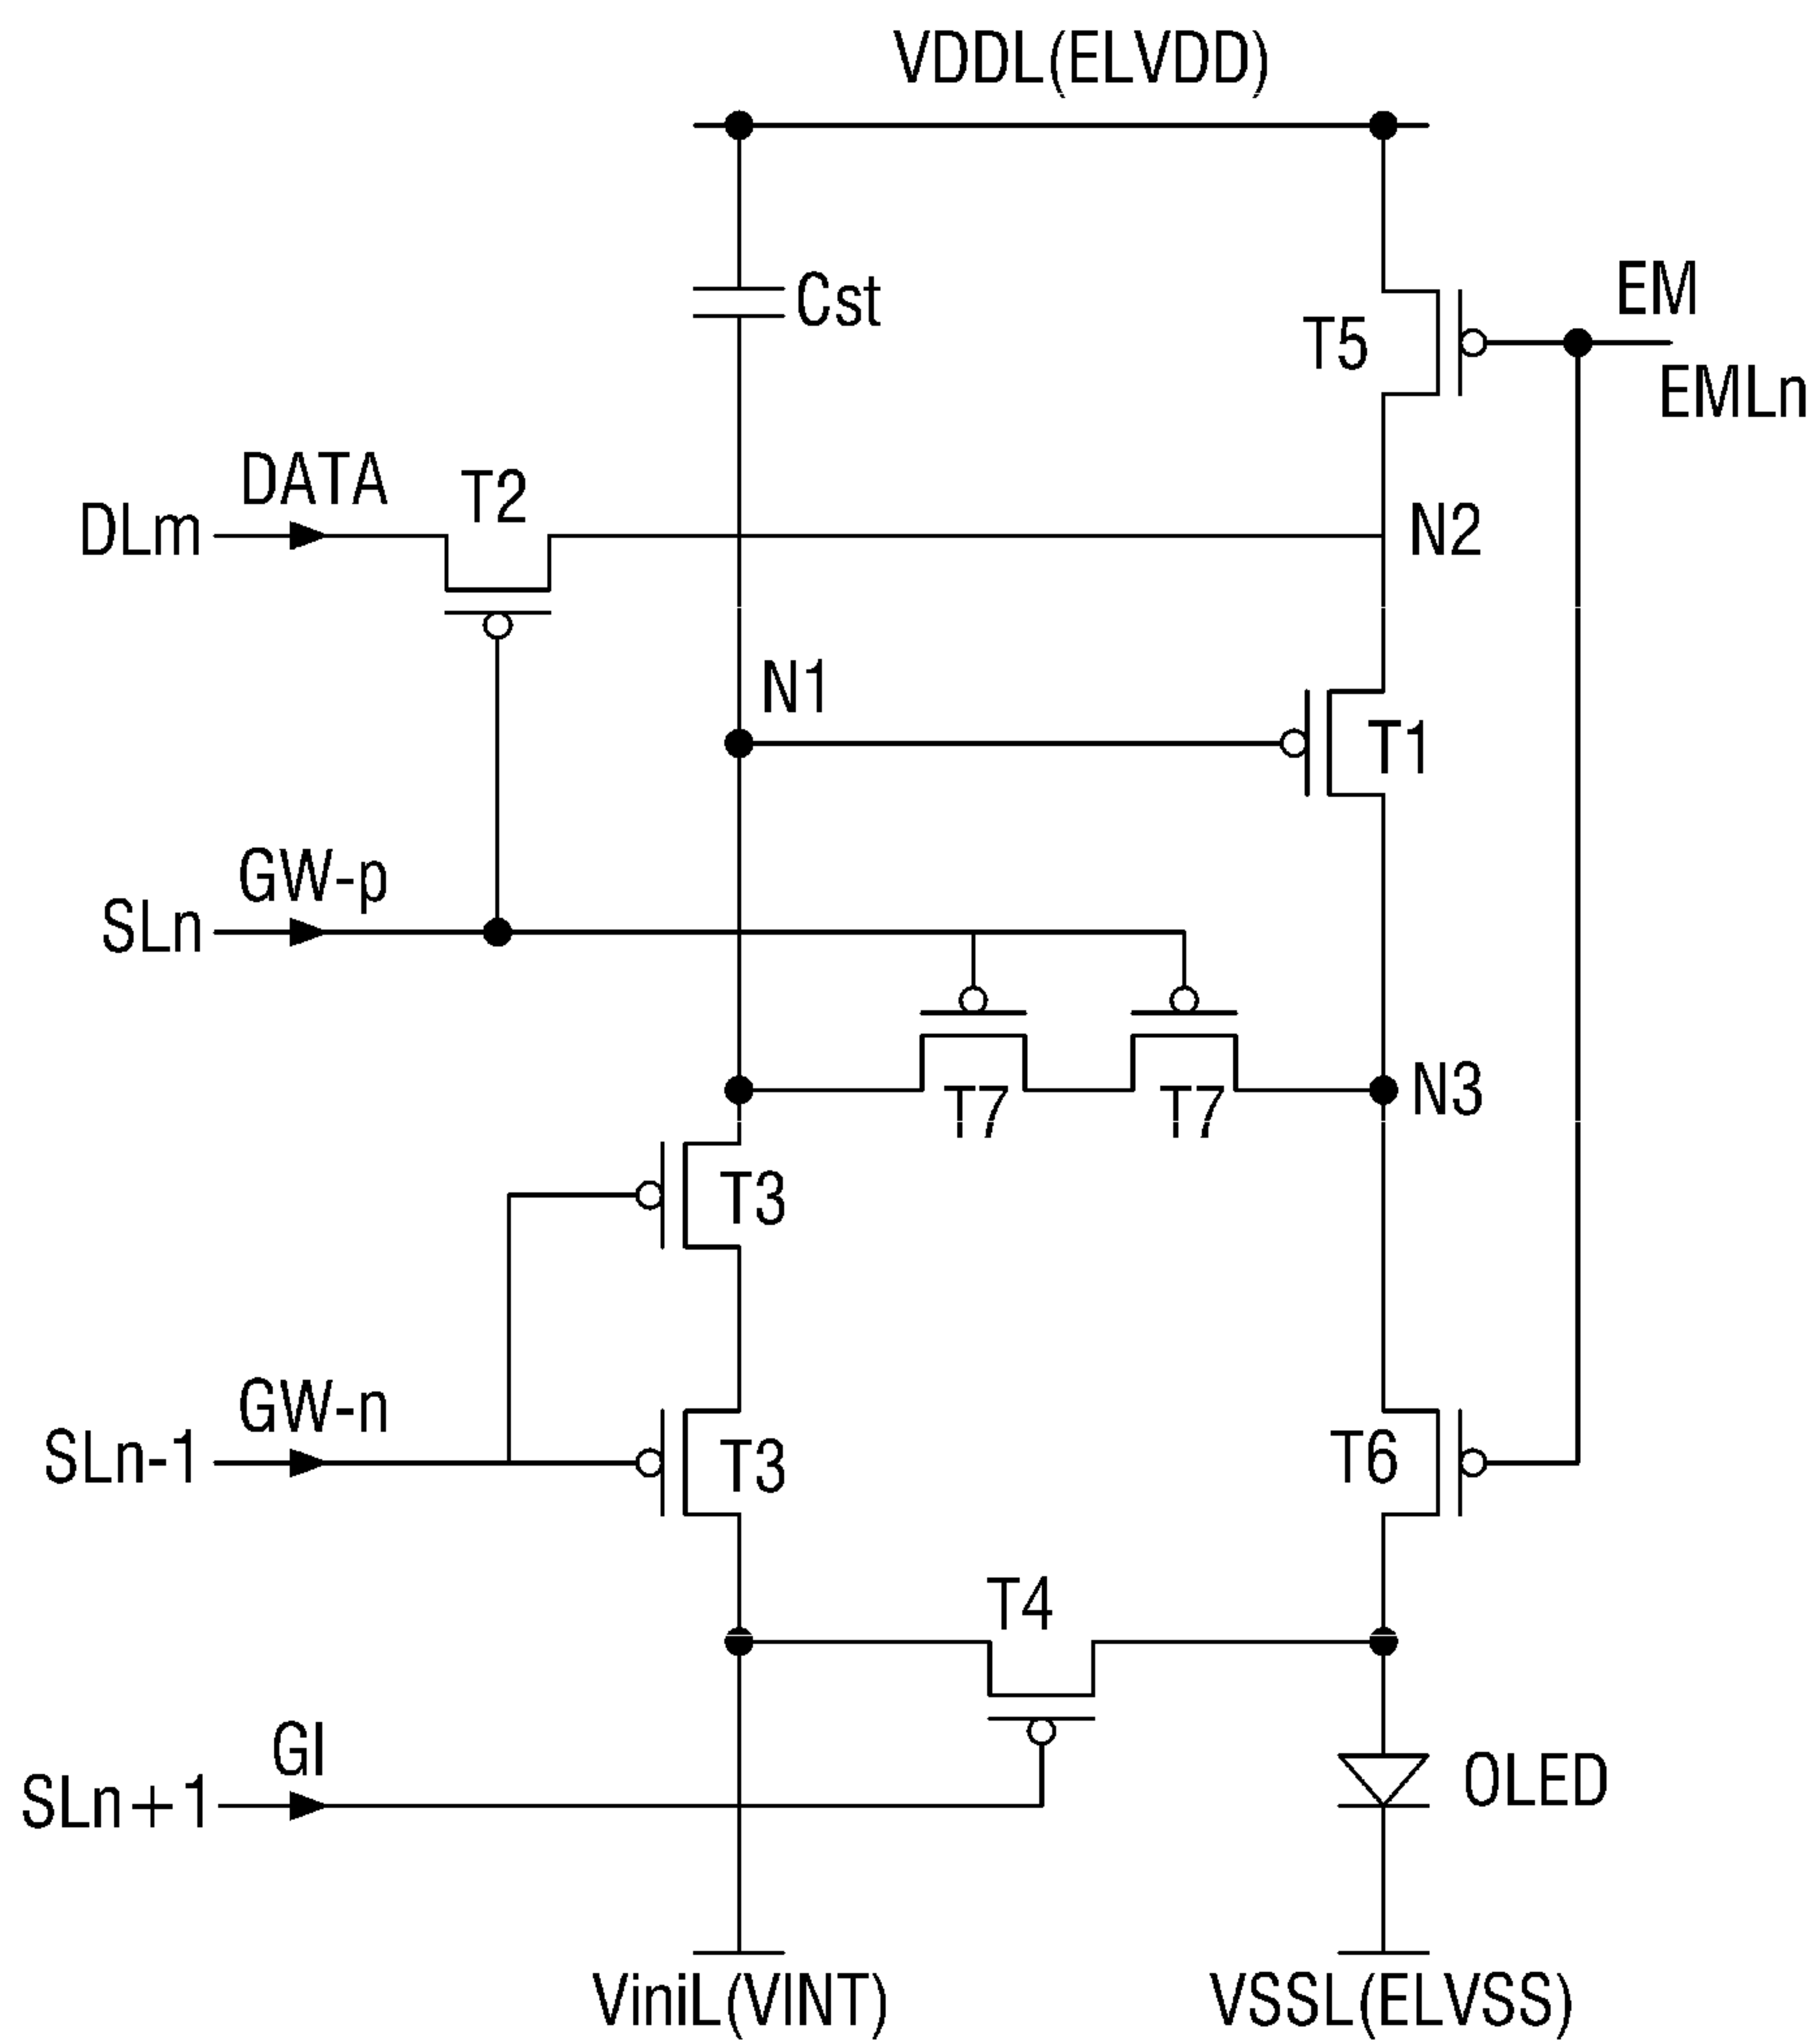 VDDL(ELVDD)
Cst
EM
T5
EMLn
DATA
T2
DLm
N2
N1
T1
GW-p
SLn
T7
T7
N3
T3
GW-n
SLn-1
T3
T6
T4
GI
SLn+1
OLED
ViniL(VINT)
VSSL(ELVSS)